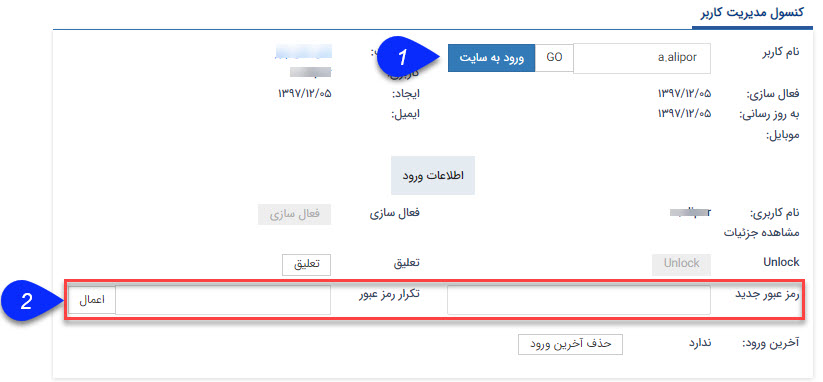 کنسول مدیریت کاربر
نام کاربر a.alipor GO ورود به سایت 1
کاربری:
فعال سازی: ۱۳۹۷/۱۲/۰۵ ایجاد: ۱۳۹۷/۱۲/۰۵
به روز رسانی: ۱۳۹۷/۱۲/۰۵ ایمیل:
موبایل:
اطلاعات ورود
نام کاربری: فعال سازی فعال سازی
مشاهده جزئیات
Unlock Unlock تعلیق تعلیق
رمز عبور جدید تکرار رمز عبور اعمال 2
آخرین ورود: ندارد حذف آخرین ورود